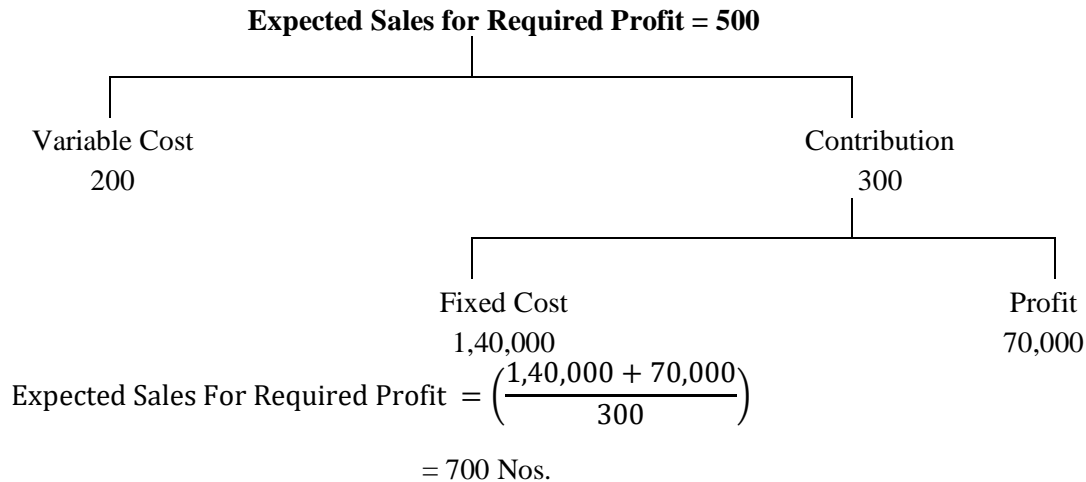 Expected Sales for Required Profit = 500
Variable Cost Contribution
200 300
Fixed Cost Profit
1,40,000 70,000
Expected Sales For Required Profit = (1,40,000 + 70,000 / 300)
= 700 Nos.